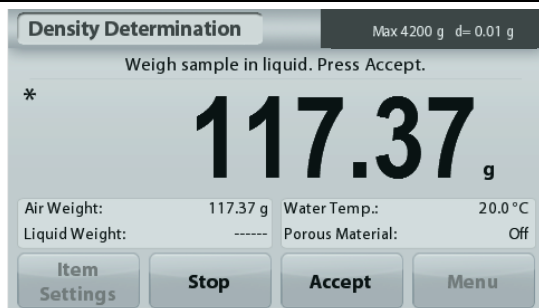 Density Determination
Max 4200 g d= 0.01 g
Weigh sample in liquid. Press Accept.
*
117.37 g
Air Weight: 117.37 g Water Temp.: 20.0°C
Liquid Weight: ------ Porous Material: Off
Item Settings Stop Accept Menu